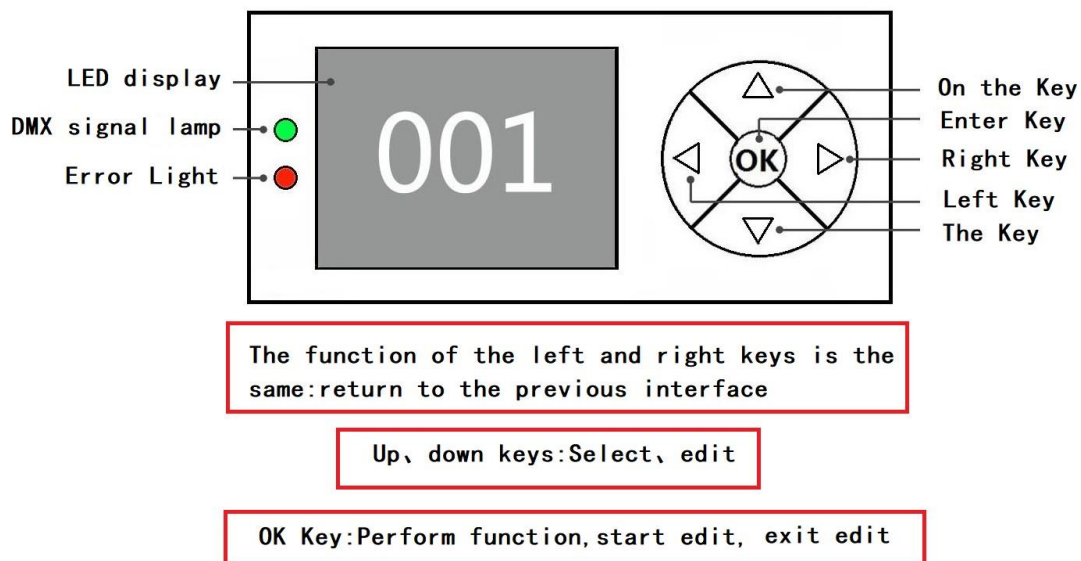 LED display
DMX signal lamp
Error Light
001
OK
On the Key
Enter Key
Right Key
Left Key
The Key
The function of the left and right keys is the
same:return to the previous interface
Up、down keys:Select、edit
OK Key:Perform function,start edit, exit edit